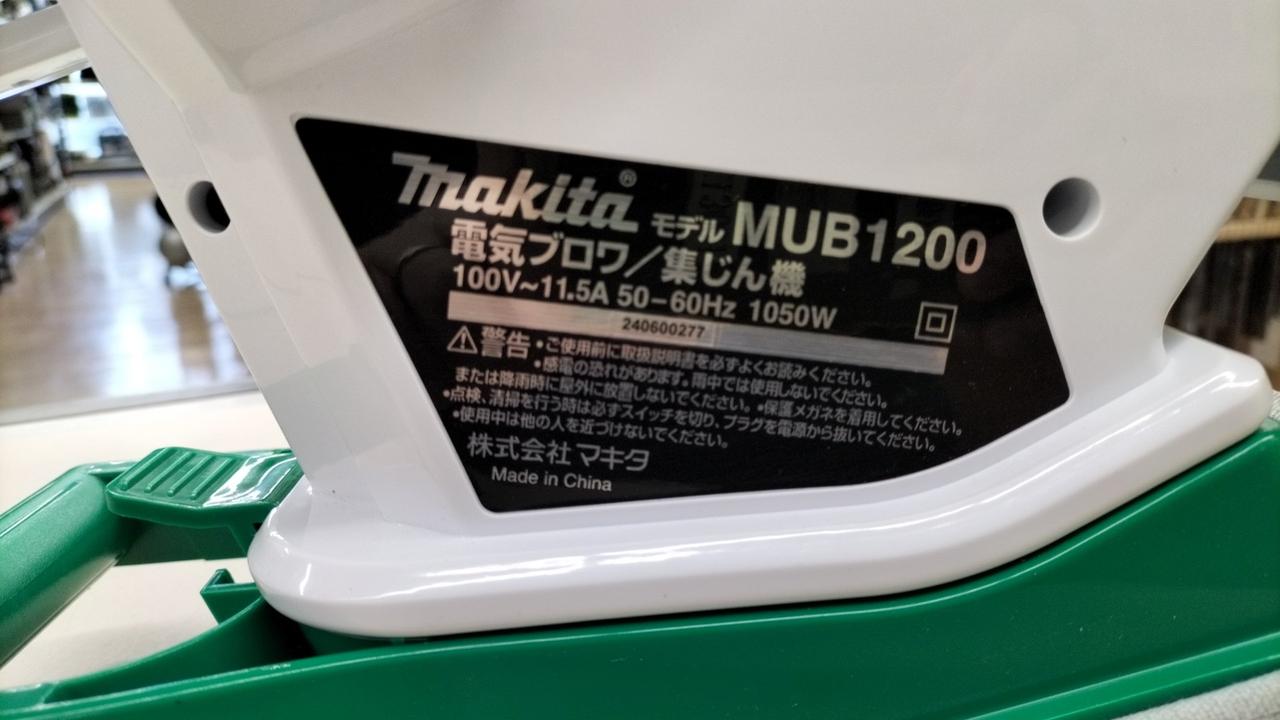 makita® モデル MUB1200
電気ブロワ／集じん機
100V~11.5A 50-60Hz 1050W
240600277
⚠警告 •ご使用前に取扱説明書を必ずよくお読みください。
•感電の恐れがあります。雨中では使用しないでください。
または降雨時に屋外に放置しないでください。•保護メガネを着用してください。
•点検、清掃を行う時は必ずスイッチを切り、プラグを電源から抜いてください。
•使用中は他の人を近づけないでください。
株式会社マキタ
Made in China